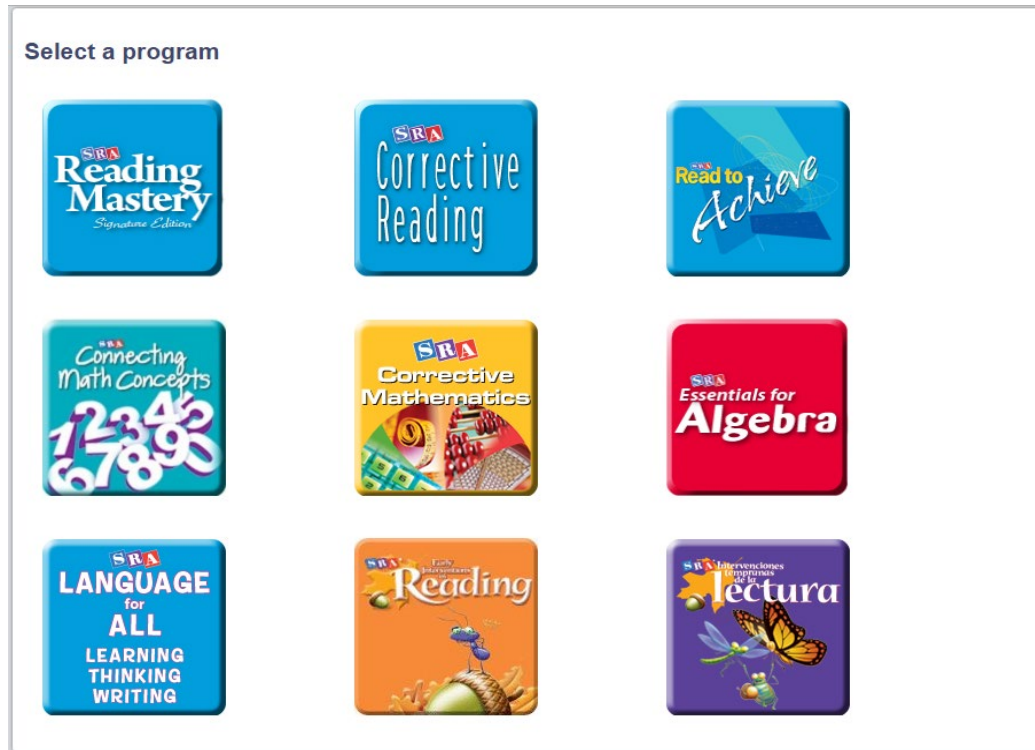 Select a program
SRA
Reading
Mastery
Signature Edition
SRA
Corrective
Reading
SRA
Read to
Achieve
SRA
Connecting
Math Concepts
12345
67890
SRA
Corrective
Mathematics
SRA
Essentials for
Algebra
SRA
LANGUAGE
for
ALL
LEARNING
THINKING
WRITING
SRA
Early
Interventions
in
Reading
SRA
Intervenciones
tempranas
de la
lectura